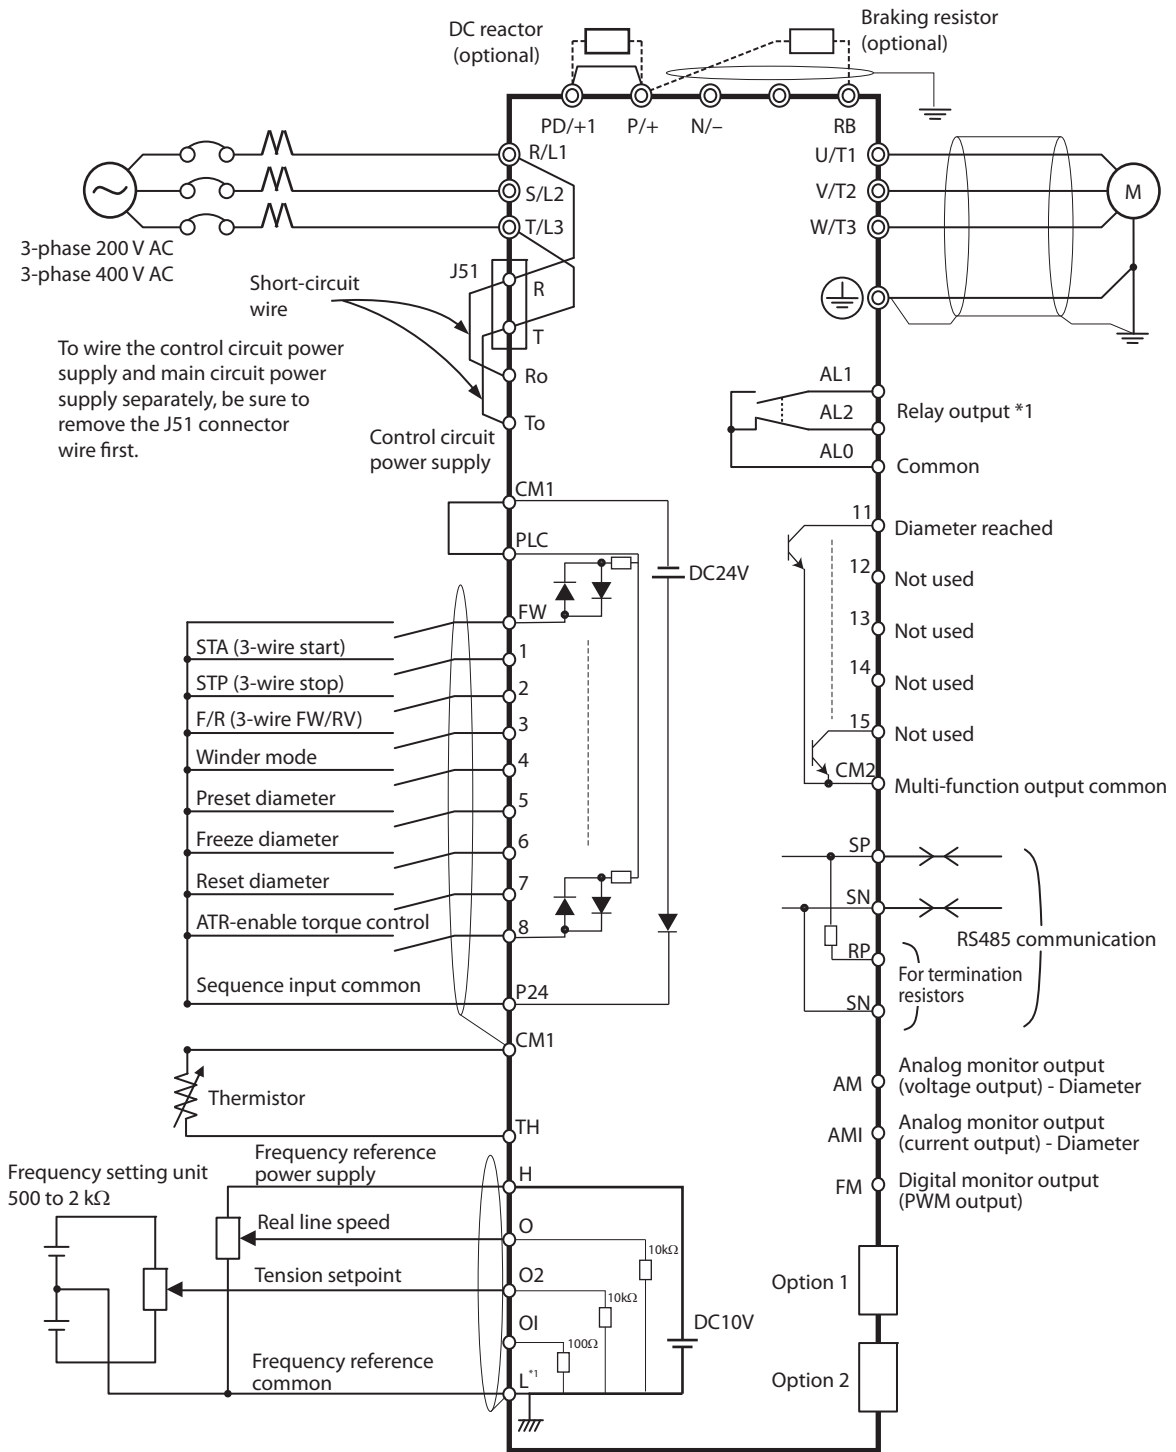 DC reactor
(optional)
Braking resistor
(optional)
PD/+1
P/+
N/–
RB
R/L1
S/L2
T/L3
U/T1
V/T2
W/T3
M
3-phase 200 V AC
3-phase 400 V AC
J51
R
T
Short-circuit
wire
Ro
To
To wire the control circuit power
supply and main circuit power
supply separately, be sure to
remove the J51 connector
wire first.
Control circuit
power supply
AL1
AL2
Relay output *1
AL0
Common
CM1
PLC
DC24V
FW
STA (3-wire start)
1
STP (3-wire stop)
2
F/R (3-wire FW/RV)
3
Winder mode
4
Preset diameter
5
Freeze diameter
6
Reset diameter
7
ATR-enable torque control
8
Sequence input common
P24
CM1
Thermistor
TH
11
Diameter reached
12
Not used
13
Not used
14
Not used
15
Not used
CM2
Multi-function output common
SP
SN
RS485 communication
RP
For termination
resistors
SN
AM
Analog monitor output
(voltage output) - Diameter
AMI
Analog monitor output
(current output) - Diameter
FM
Digital monitor output
(PWM output)
Frequency setting unit
500 to 2 kΩ
Frequency reference
power supply
H
Real line speed
O
10kΩ
Tension setpoint
O2
10kΩ
OI
100Ω
DC10V
Frequency reference
common
L*1
Option 1
Option 2